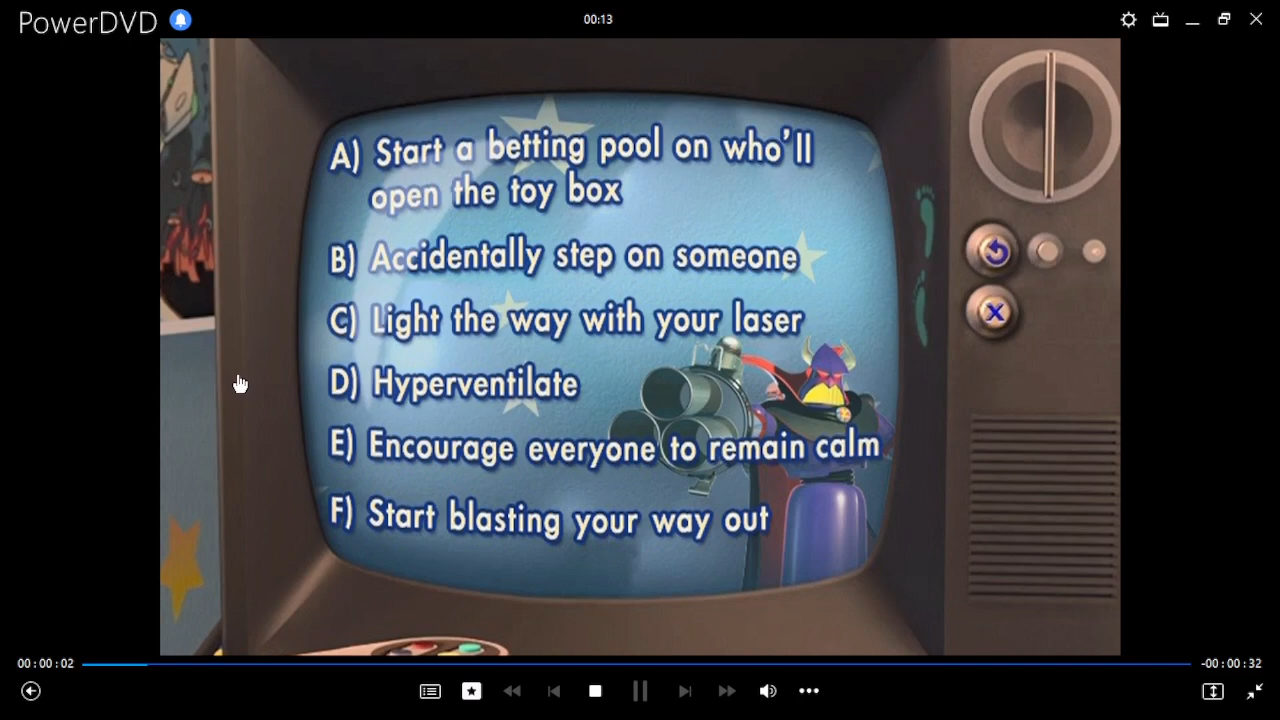 PowerDVD
00:13
A) Start a betting pool on who'll
open the toy box
B) Accidentally step on someone
C) Light the way with your laser
D) Hyperventilate
E) Encourage everyone to remain calm
F) Start blasting your way out
00:00:02
-00:00:32